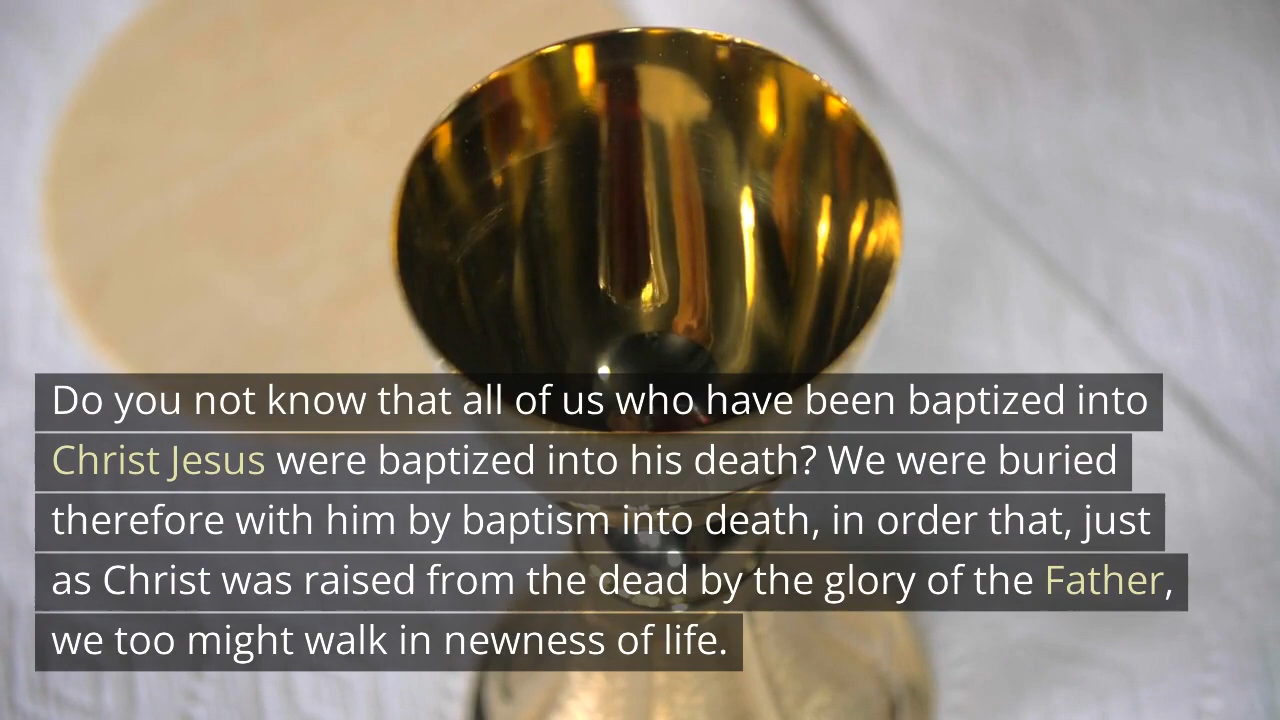 Do you not know that all of us who have been baptized into
Christ Jesus were baptized into his death? We were buried
therefore with him by baptism into death, in order that, just
as Christ was raised from the dead by the glory of the Father,
we too might walk in newness of life.